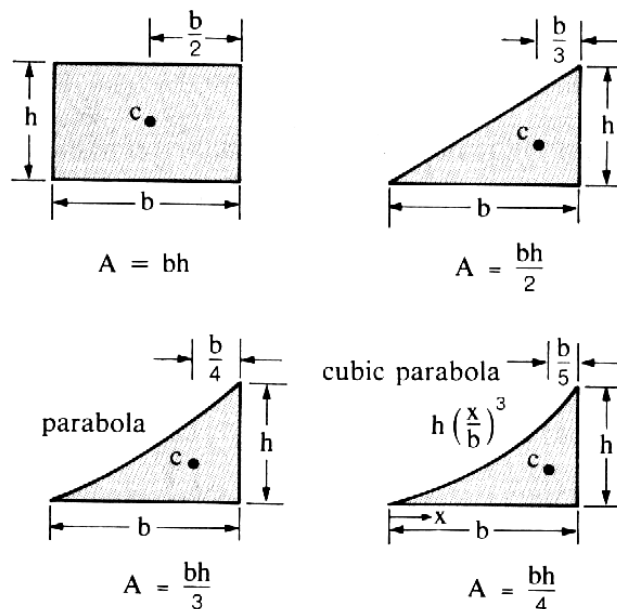 b/2
h
c
b
A = bh
b/3
h
c
b
A = bh/2
b/4
parabola
h
c
b
A = bh/3
cubic parabola
b/5
h (x/b)^3
h
c
x
b
A = bh/4